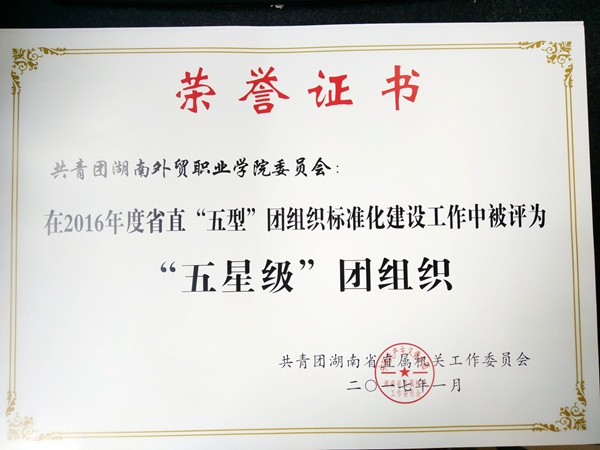 荣誉证书
共青团湖南外贸职业学院委员会：
在2016年度省直“五型”团组织标准化建设工作中被评为
“五星级”团组织
共青团湖南省直属机关工作委员会
二〇一七年一月